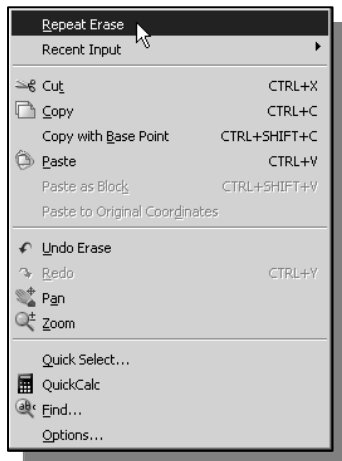 Repeat Erase
Recent Input
Cut CTRL+X
Copy CTRL+C
Copy with Base Point CTRL+SHIFT+C
Paste CTRL+V
Paste as Block CTRL+SHIFT+V
Paste to Original Coordinates
Undo Erase
Redo CTRL+Y
Pan
Zoom
Quick Select...
QuickCalc
abc Find...
Options...